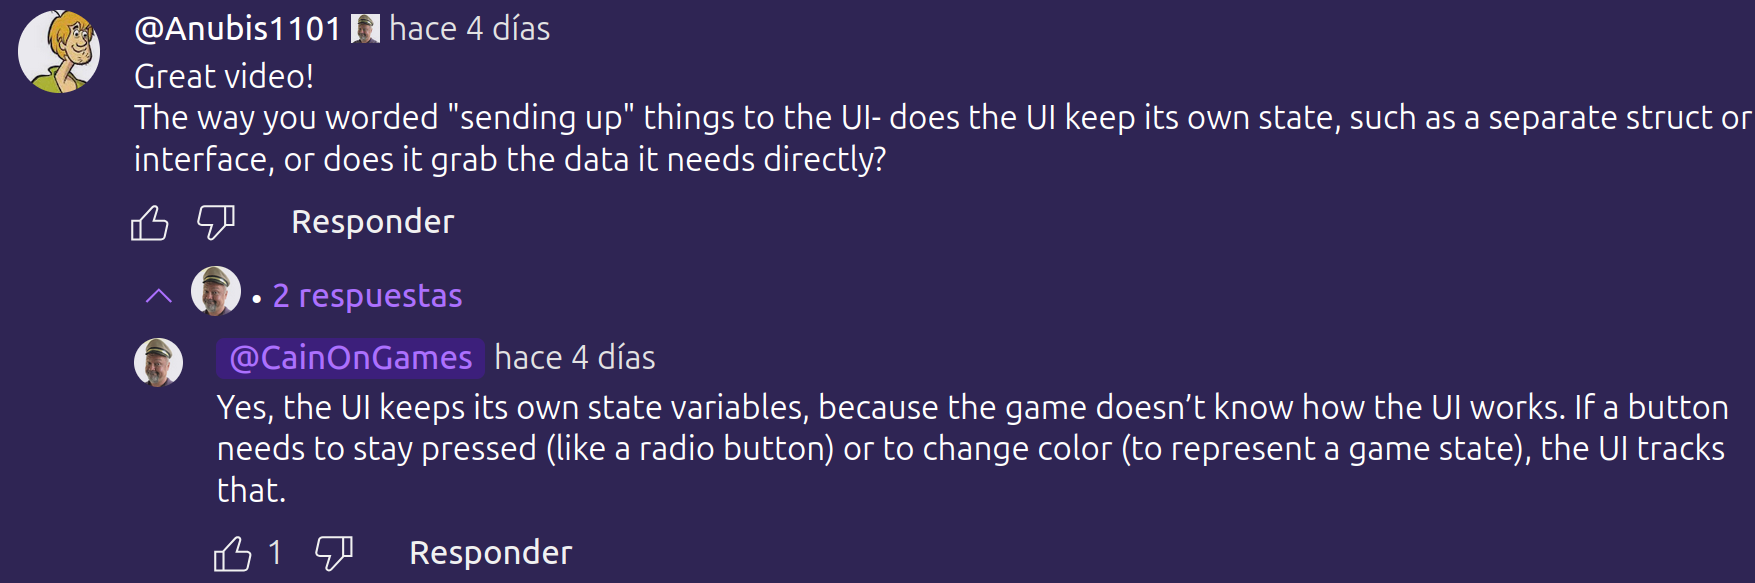 @Anubis1101 hace 4 días
Great video!
The way you worded "sending up" things to the UI- does the UI keep its own state, such as a separate struct or
interface, or does it grab the data it needs directly?
Responder
• 2 respuestas
@CainOnGames hace 4 días
Yes, the UI keeps its own state variables, because the game doesn’t know how the UI works. If a button
needs to stay pressed (like a radio button) or to change color (to represent a game state), the UI tracks
that.
1 Responder